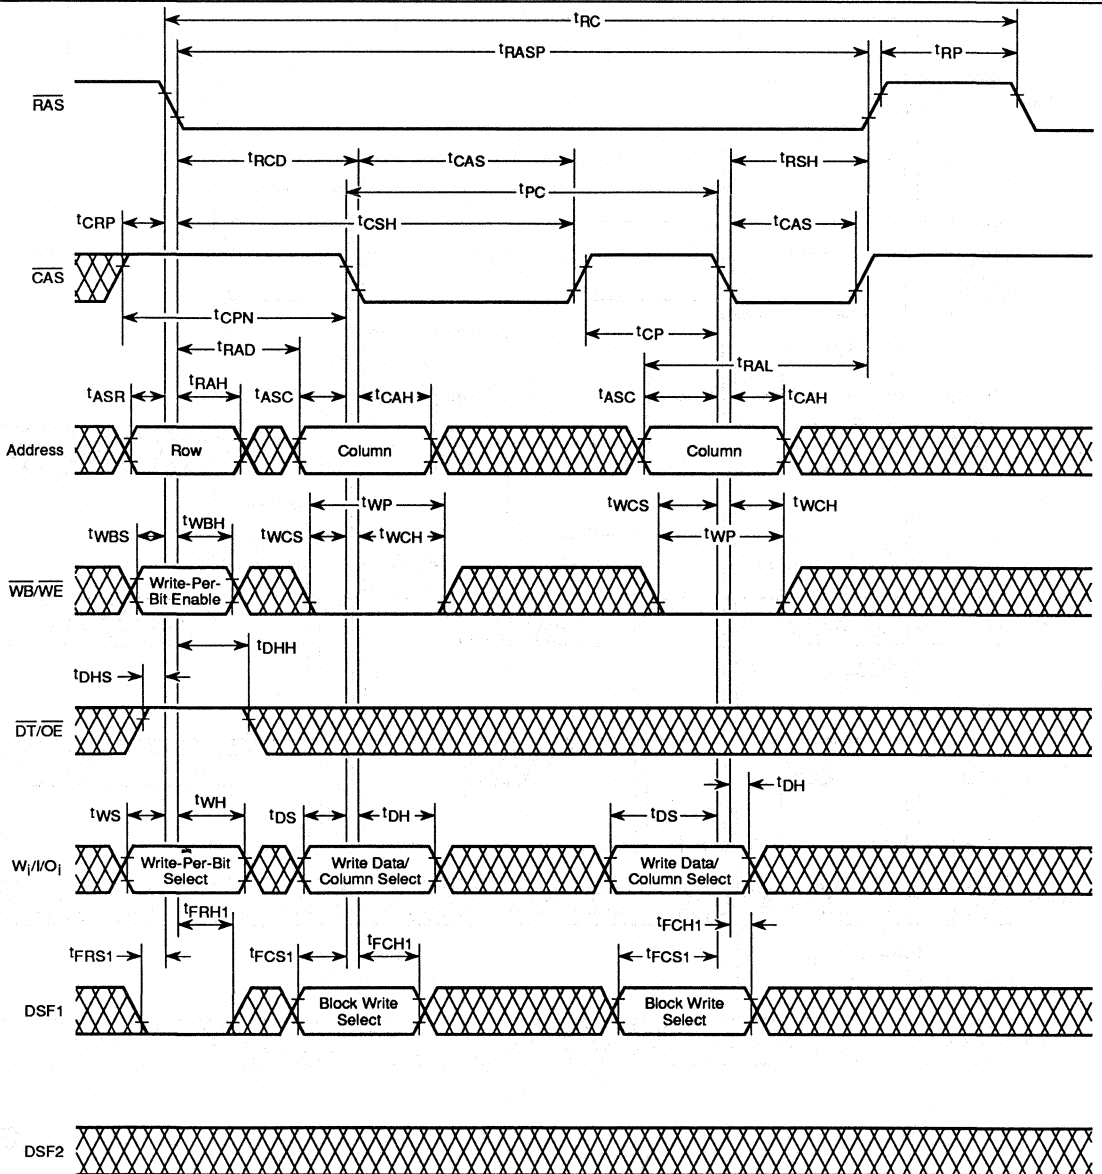 tRC
tRASP
tRP
RAS
tRCD
tCAS
tRSH
tPC
tCRP
tCSH
tCAS
CAS
tCPN
tCP
tRAD
tRAL
tASR
tRAH
tASC
tCAH
tASC
tCAH
Address
Row
Column
Column
tWP
tWCS
tWCH
tWBS
tWBH
tWCS
tWCH
tWP
WB/WE
Write-Per-
Bit Enable
tDHH
tDHS
DT/OE
tDH
tWS
tWH
tDS
tDH
tDS
Wi/I/Oi
Write-Per-Bit
Select
Write Data/
Column Select
Write Data/
Column Select
tFRH1
tFCH1
tFRS1
tFCS1
tFCH1
tFCS1
DSF1
Block Write
Select
Block Write
Select
DSF2